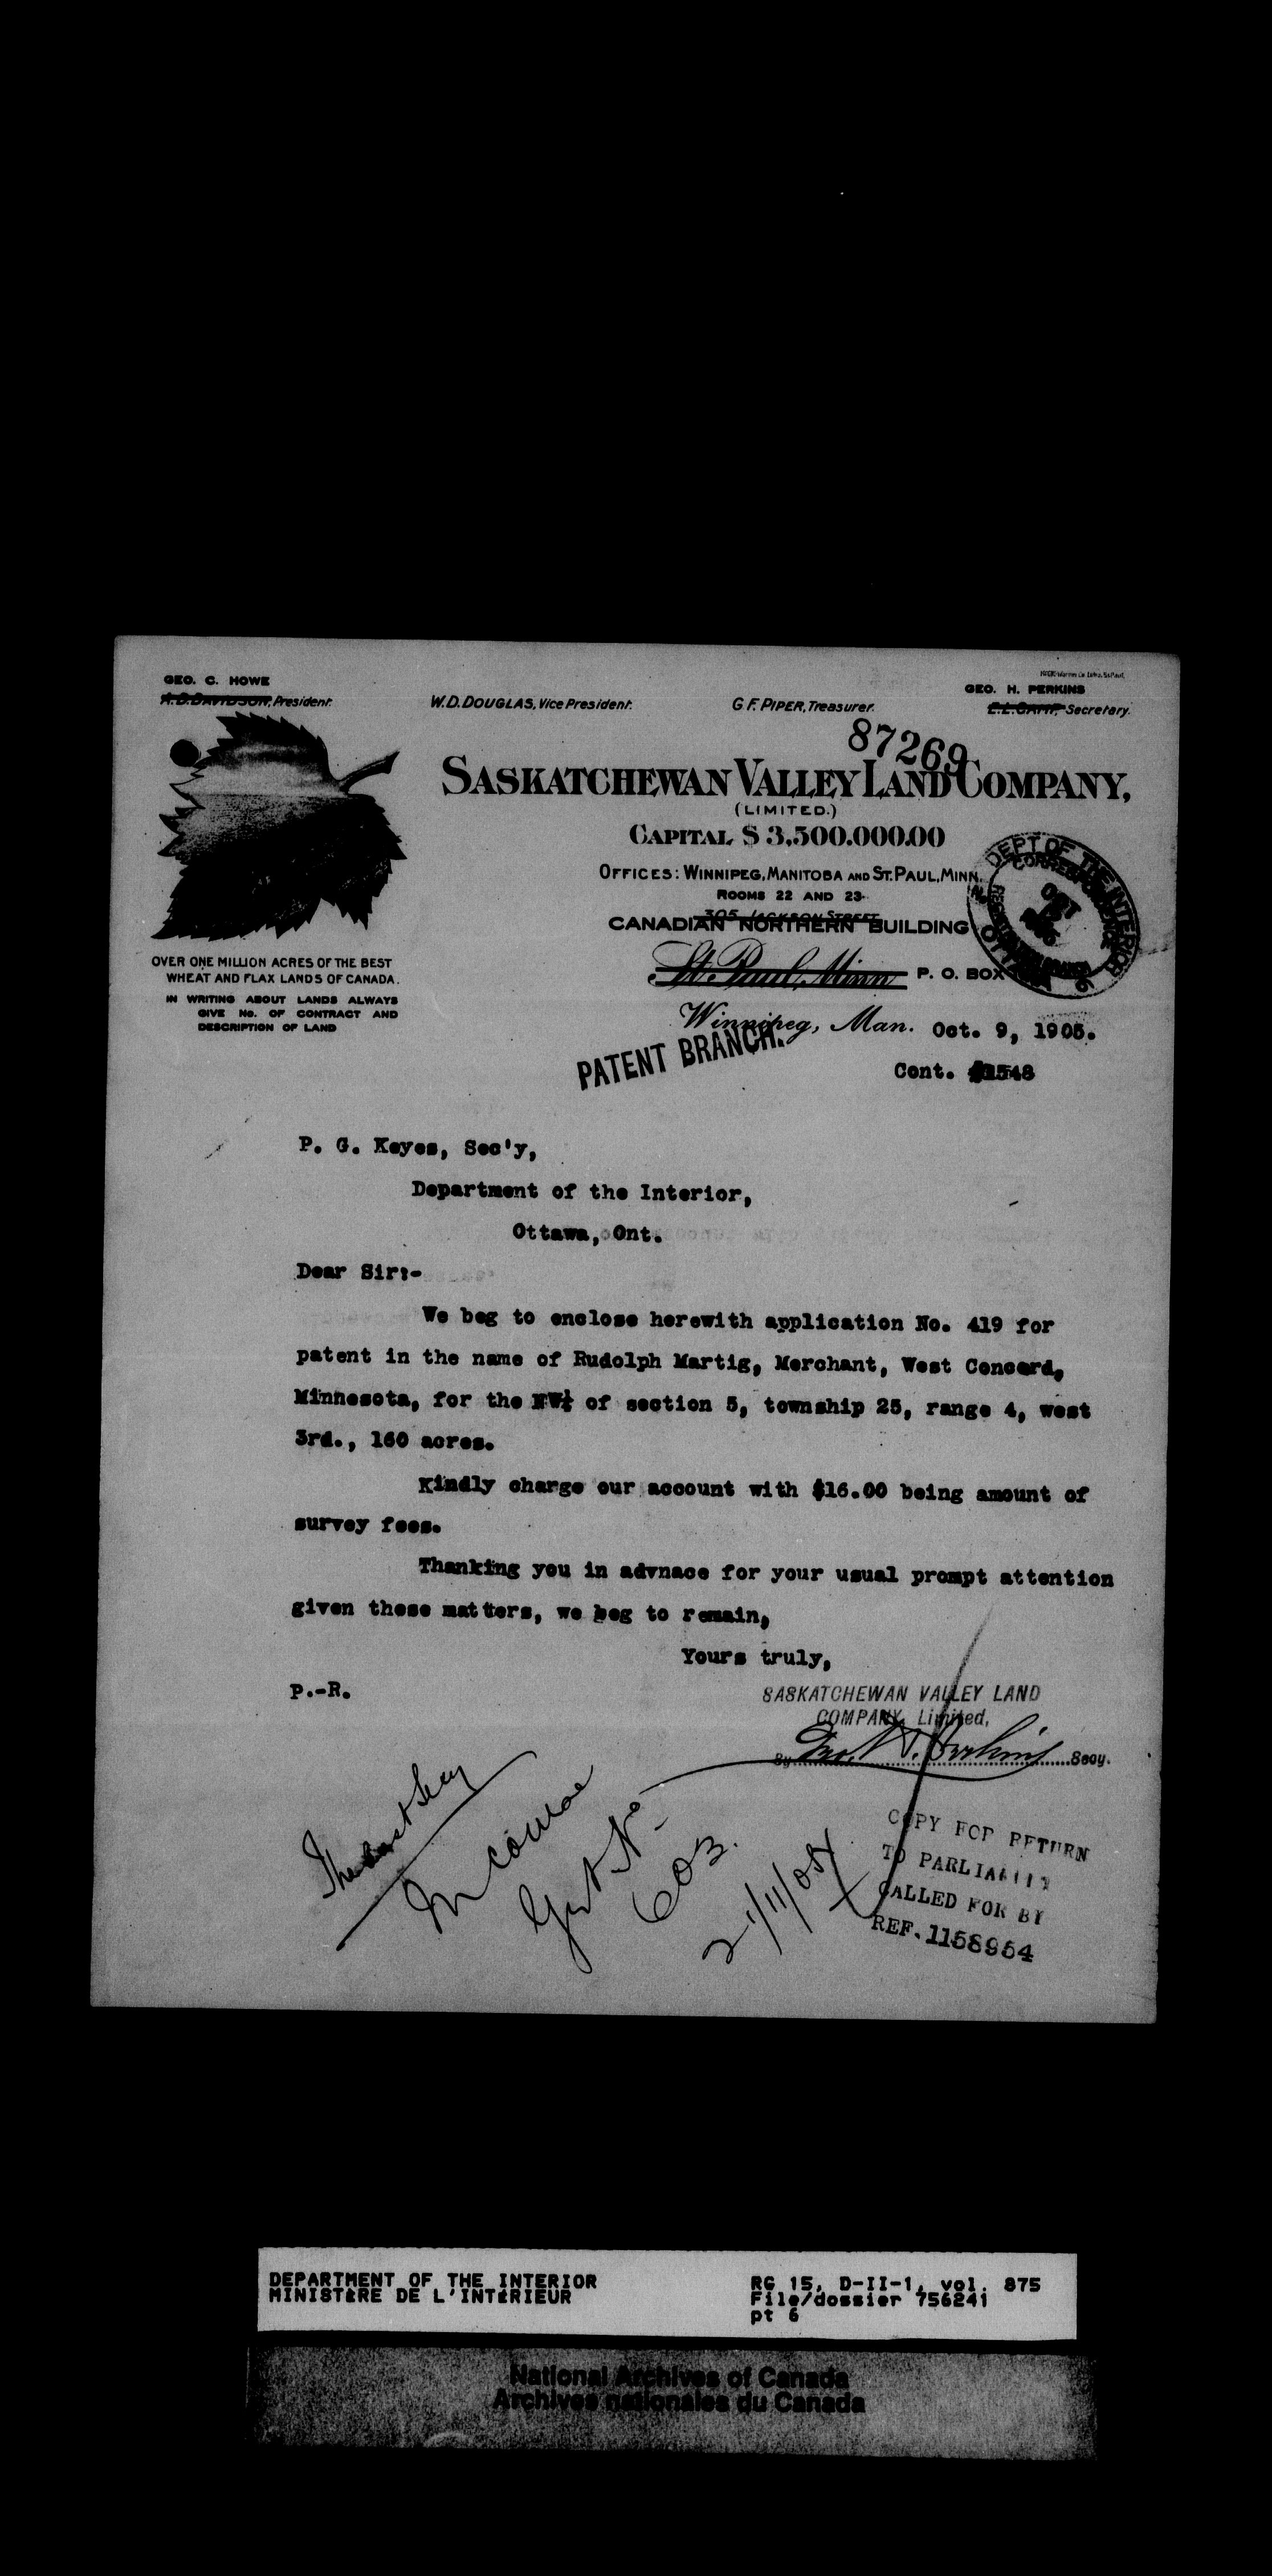 GEO. C. HOWE
A.D. DAVIDSON, President.
W.D. DOUGLAS, Vice President.
G F. PIPER, Treasurer.
GEO. H. PERKINS
E.L. CAMP, Secretary.
87269
SASKATCHEWAN VALLEY LAND COMPANY,
(LIMITED.)
CAPITAL $ 3,500.000.00
OFFICES: WINNIPEG, MANITOBA AND ST. PAUL, MINN.
ROOMS 22 AND 23
305 JACKSON STREET
CANADIAN NORTHERN BUILDING
St. Paul, Minn
P. O. BOX
DEPT OF THE INTERIOR
OCT
OVER ONE MILLION ACRES OF THE BEST
WHEAT AND FLAX LANDS OF CANADA.
IN WRITING ABOUT LANDS ALWAYS
GIVE No. OF CONTRACT AND
DESCRIPTION OF LAND
Winnipeg, Man. Oct. 9, 1905.
PATENT BRANCH.
Cont. #1548
P. G. Keyes, Sec'y,
Department of the Interior,
Ottawa, Ont.
Dear Sir:-
We beg to enclose herewith application No. 419 for
patent in the name of Rudolph Martig, Merchant, West Concord,
Minnesota, for the NW¼ of section 5, township 25, range 4, west
3rd., 160 acres.
Kindly charge our account with $16.00 being amount of
survey fees.
Thanking you in advnace for your usual prompt attention
given these matters, we beg to remain,
Yours truly,
P.-R.
SASKATCHEWAN VALLEY LAND
COMPANY, Limited,
By Geo. H. Perkins Secy.
603
COPY FOR RETURN
TO PARLIAMENT
CALLED FOR BY
REF. 1158954
DEPARTMENT OF THE INTERIOR
MINISTÈRE DE L'INTÉRIEUR
RG 15, D-II-1, vol. 875
File/dossier 756241
pt 6
National Archives of Canada
Archives nationales du Canada